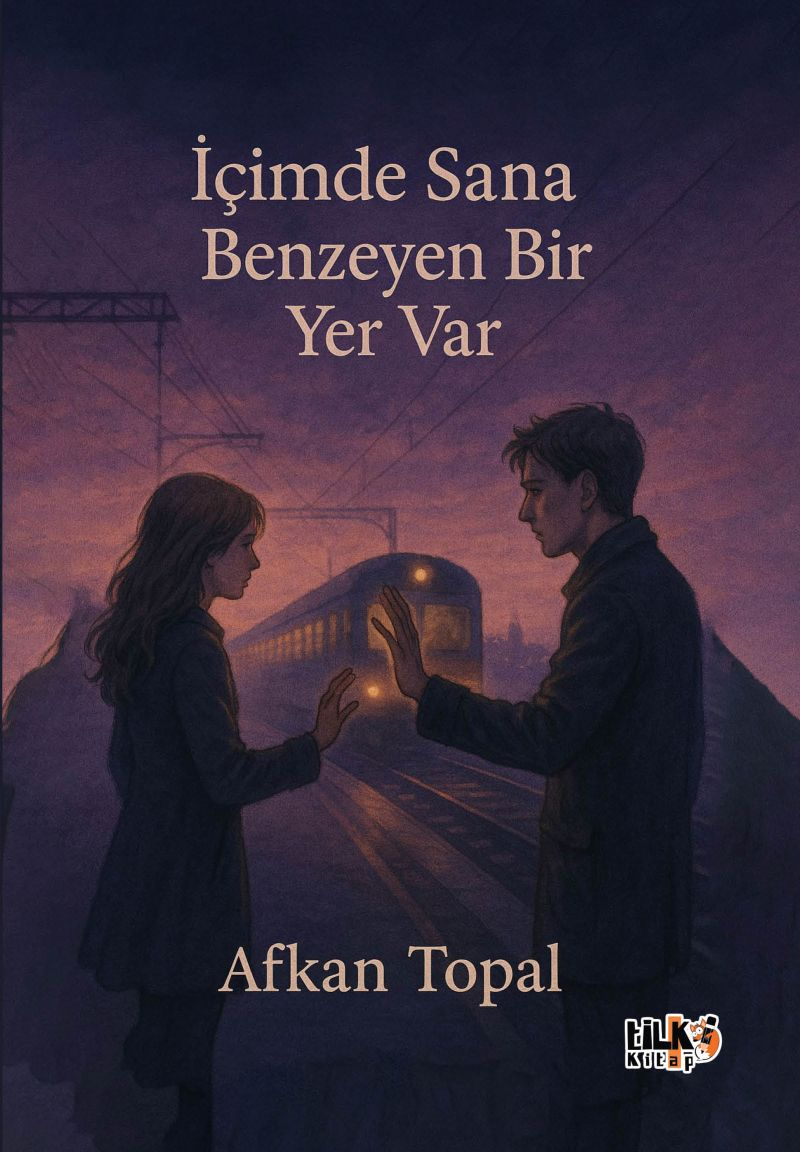 İçimde Sana
Benzeyen Bir
Yer Var
Afkan Topal
tilki
Kitap